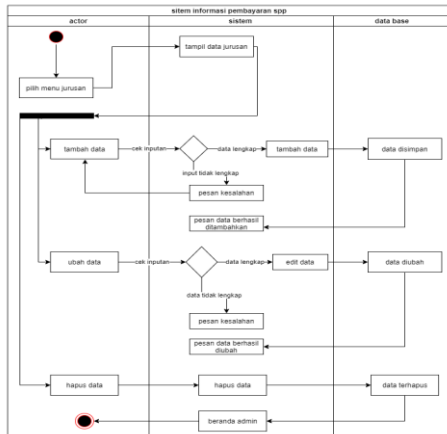 sitem informasi pembayaran spp
actor
sistem
data base
tampil data jurusan
pilih menu jurusan
tambah data
cek inputan
data lengkap
tambah data
data disimpan
input tidak lengkap
pesan kesalahan
pesan data berhasil
ditambahkan
ubah data
cek inputan
data lengkap
edit data
data diubah
data tidak lengkap
pesan kesalahan
pesan data berhasil
diubah
hapus data
hapus data
data terhapus
beranda admin